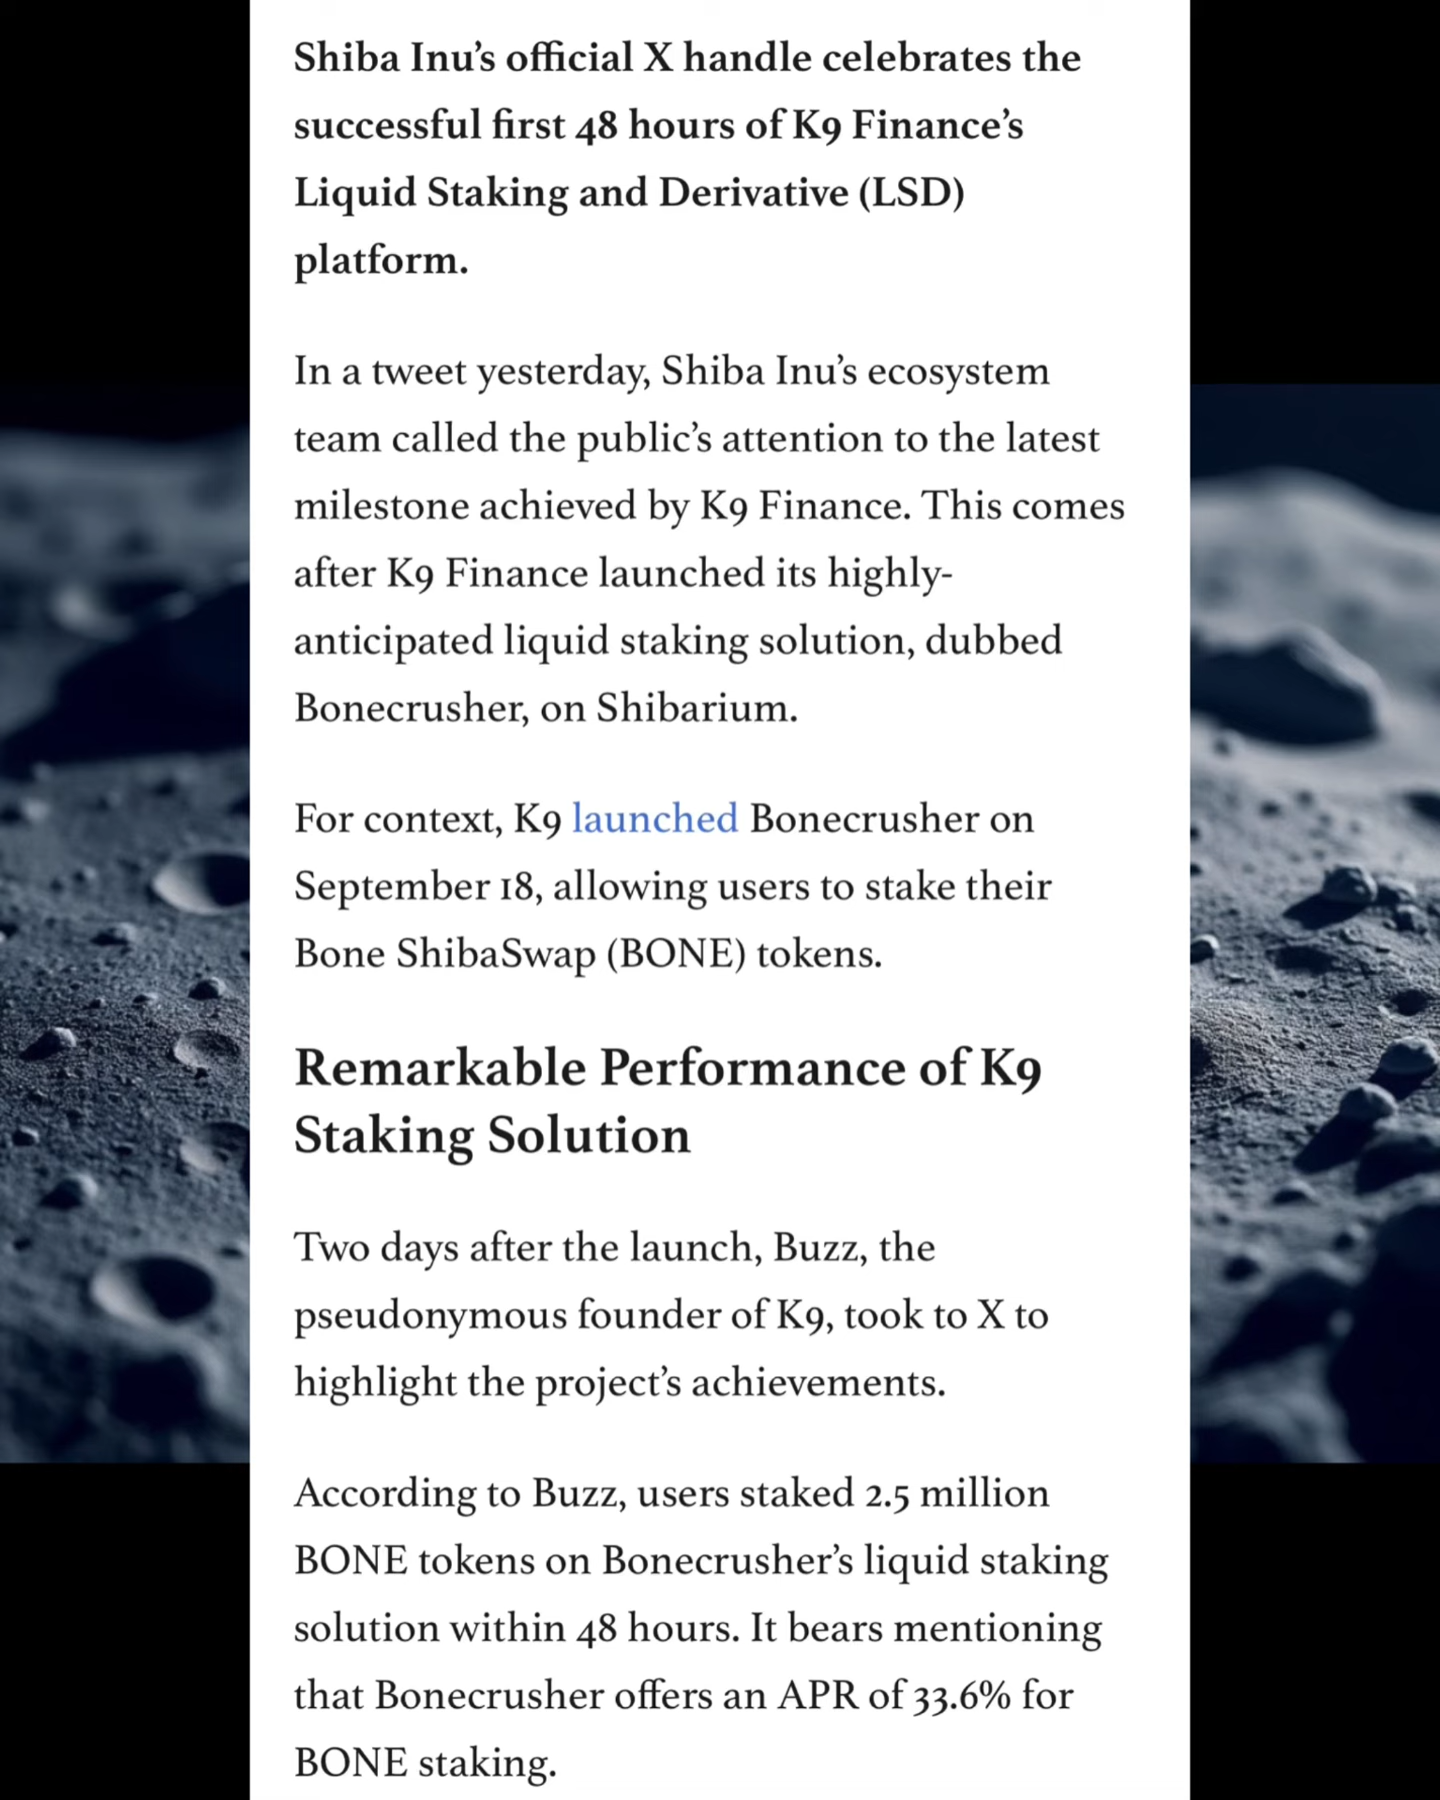 Shiba Inu’s official X handle celebrates the
successful first 48 hours of K9 Finance’s
Liquid Staking and Derivative (LSD)
platform.
In a tweet yesterday, Shiba Inu’s ecosystem
team called the public’s attention to the latest
milestone achieved by K9 Finance. This comes
after K9 Finance launched its highly-
anticipated liquid staking solution, dubbed
Bonecrusher, on Shibarium.
For context, K9 launched Bonecrusher on
September 18, allowing users to stake their
Bone ShibaSwap (BONE) tokens.
Remarkable Performance of K9
Staking Solution
Two days after the launch, Buzz, the
pseudonymous founder of K9, took to X to
highlight the project’s achievements.
According to Buzz, users staked 2.5 million
BONE tokens on Bonecrusher’s liquid staking
solution within 48 hours. It bears mentioning
that Bonecrusher offers an APR of 33.6% for
BONE staking.